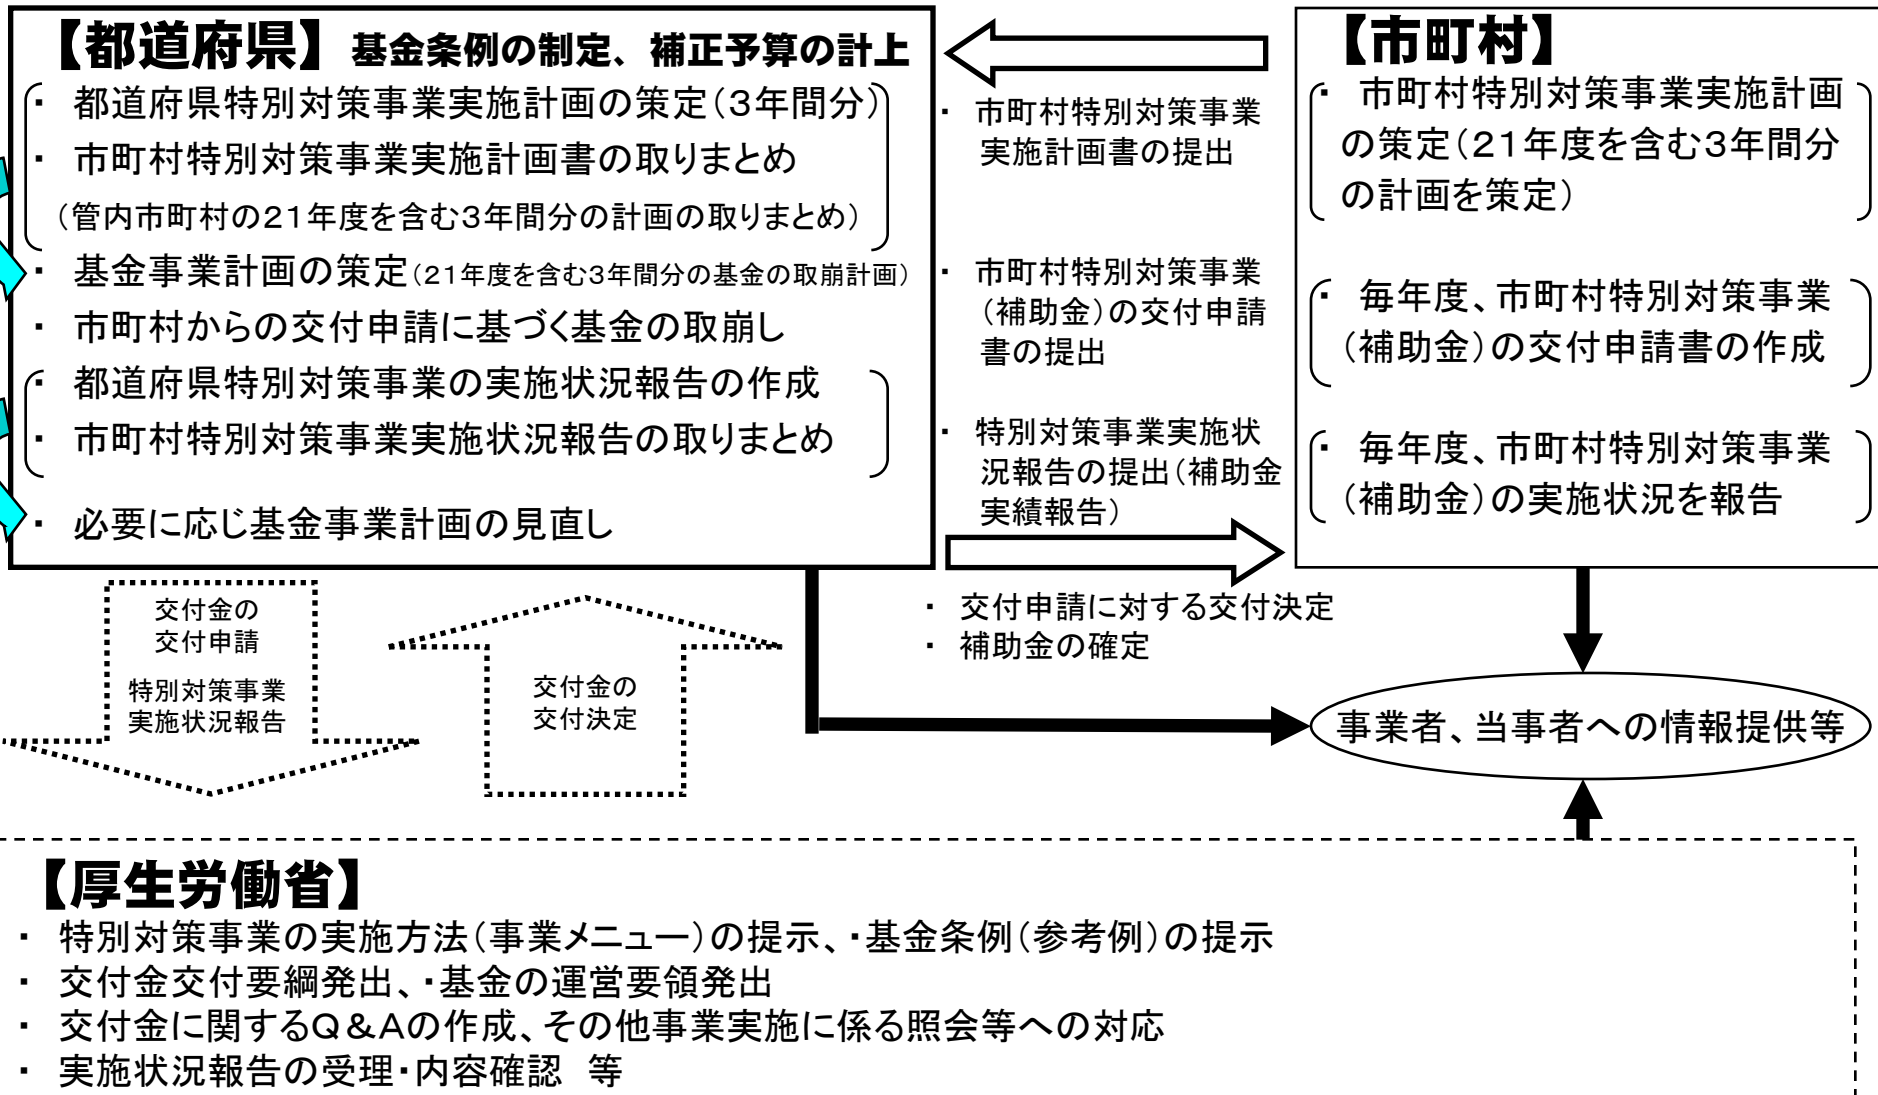 【都道府県】基金条例の制定、補正予算の計上
・ 都道府県特別対策事業実施計画の策定(3年間分)
・ 市町村特別対策事業実施計画書の取りまとめ
(管内市町村の21年度を含む3年間分の計画の取りまとめ)
・ 基金事業計画の策定(21年度を含む3年間分の基金の取崩計画)
・ 市町村からの交付申請に基づく基金の取崩し
・ 都道府県特別対策事業の実施状況報告の作成
・ 市町村特別対策事業実施状況報告の取りまとめ
・ 必要に応じ基金事業計画の見直し
・ 市町村特別対策事業
実施計画書の提出
・ 市町村特別対策事業
(補助金)の交付申請
書の提出
・ 特別対策事業実施状
況報告の提出(補助金
実績報告)
・ 交付申請に対する交付決定
・ 補助金の確定
【市町村】
・ 市町村特別対策事業実施計画
の策定(21年度を含む3年間分
の計画を策定)
・ 毎年度、市町村特別対策事業
(補助金)の交付申請書の作成
・ 毎年度、市町村特別対策事業
(補助金)の実施状況を報告
交付金の
交付申請
特別対策事業
実施状況報告
交付金の
交付決定
事業者、当事者への情報提供等
【厚生労働省】
・ 特別対策事業の実施方法(事業メニュー)の提示、・基金条例(参考例)の提示
・ 交付金交付要綱発出、・基金の運営要領発出
・ 交付金に関するQ&Aの作成、その他事業実施に係る照会等への対応
・ 実施状況報告の受理・内容確認 等